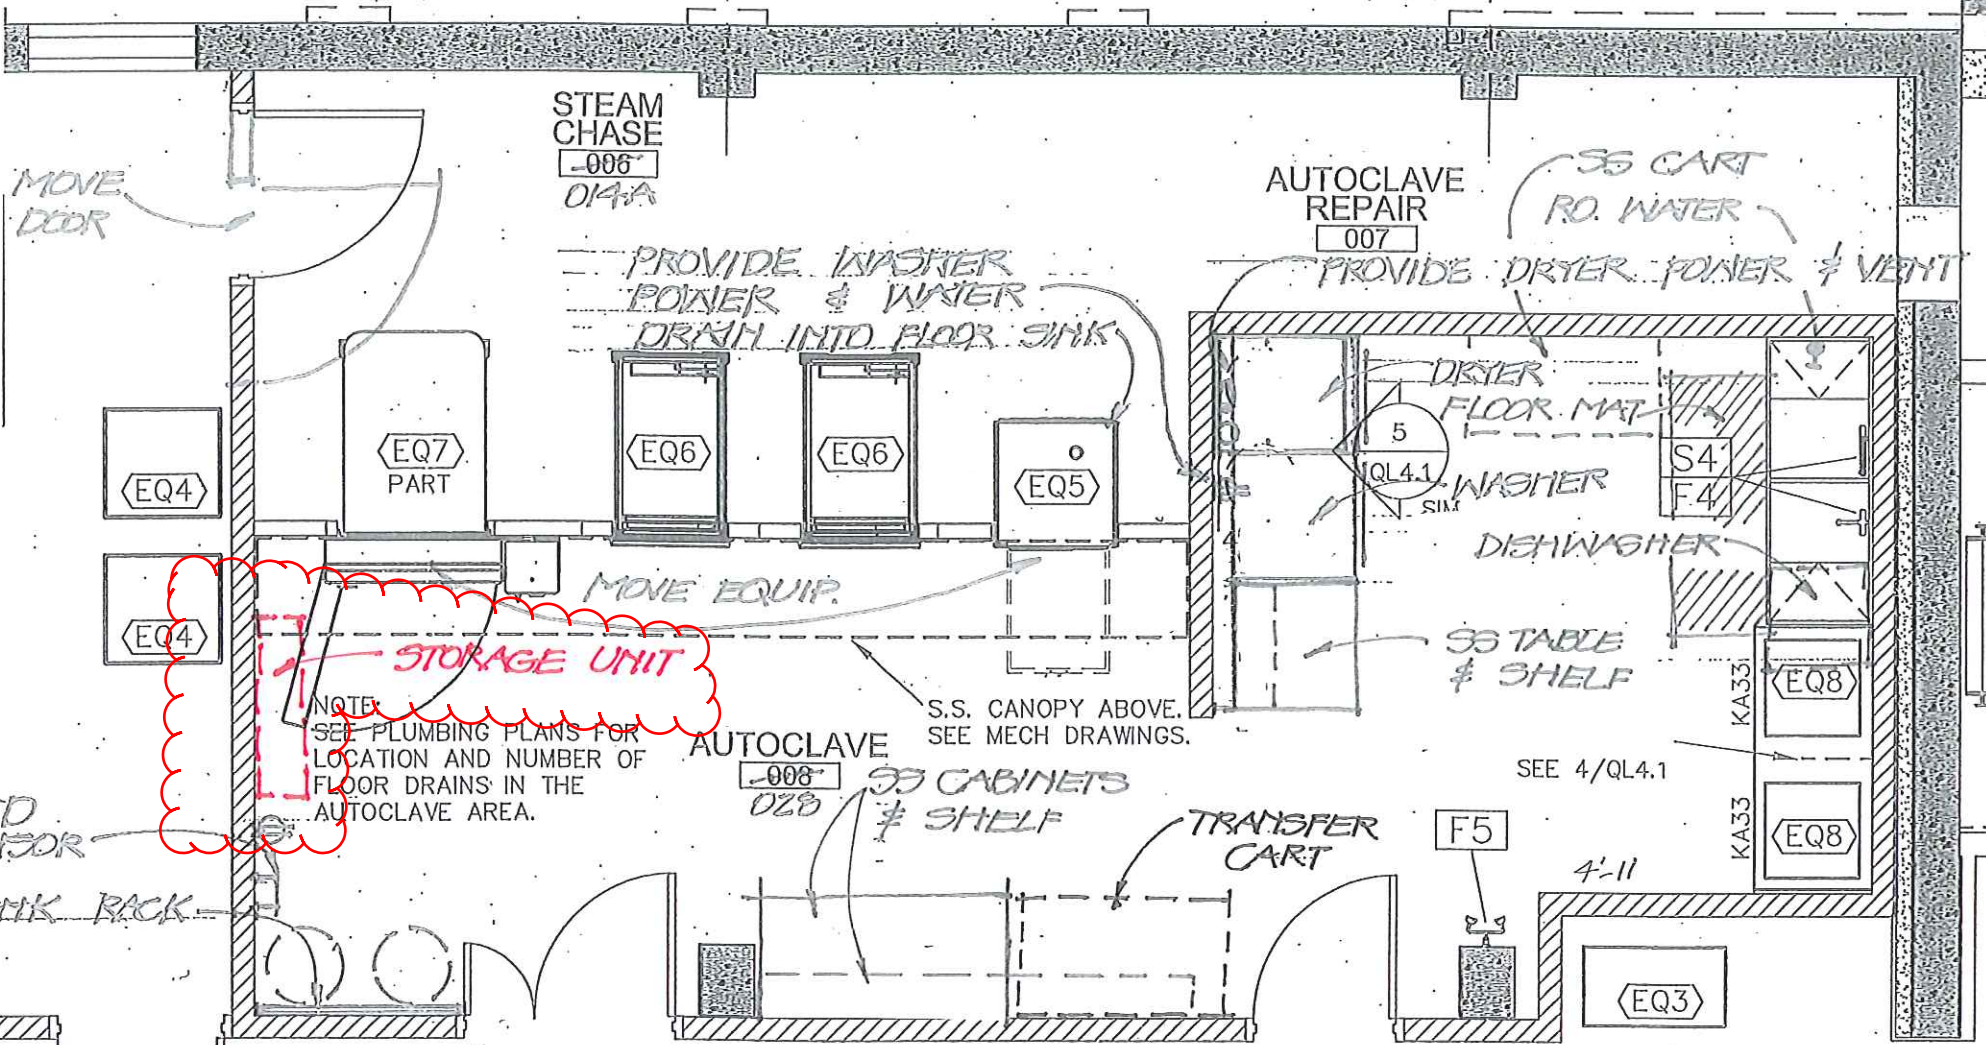 STEAM
CHASE
006
014A
MOVE
DOOR
AUTOCLAVE
REPAIR
007
SS CART
RO. WATER
PROVIDE DRYER POWER & VENT
PROVIDE WASHER
POWER & WATER
DRAIN INTO FLOOR SINK
DRYER
FLOOR MAT
5
QL4.1
SIM
WASHER
S4
F4
DISHWASHER
EQ4
EQ7
PART
EQ6
EQ6
EQ5
EQ4
MOVE EQUIP.
STORAGE UNIT
SS TABLE
& SHELF
KA33
EQ8
NOTE:
SEE PLUMBING PLANS FOR
LOCATION AND NUMBER OF
FLOOR DRAINS IN THE
AUTOCLAVE AREA.
S.S. CANOPY ABOVE.
SEE MECH DRAWINGS.
AUTOCLAVE
008
028
SS CABINETS
& SHELF
TRANSFER
CART
SEE 4/QL4.1
KA33
EQ8
F5
4'-11
RACK
EQ3